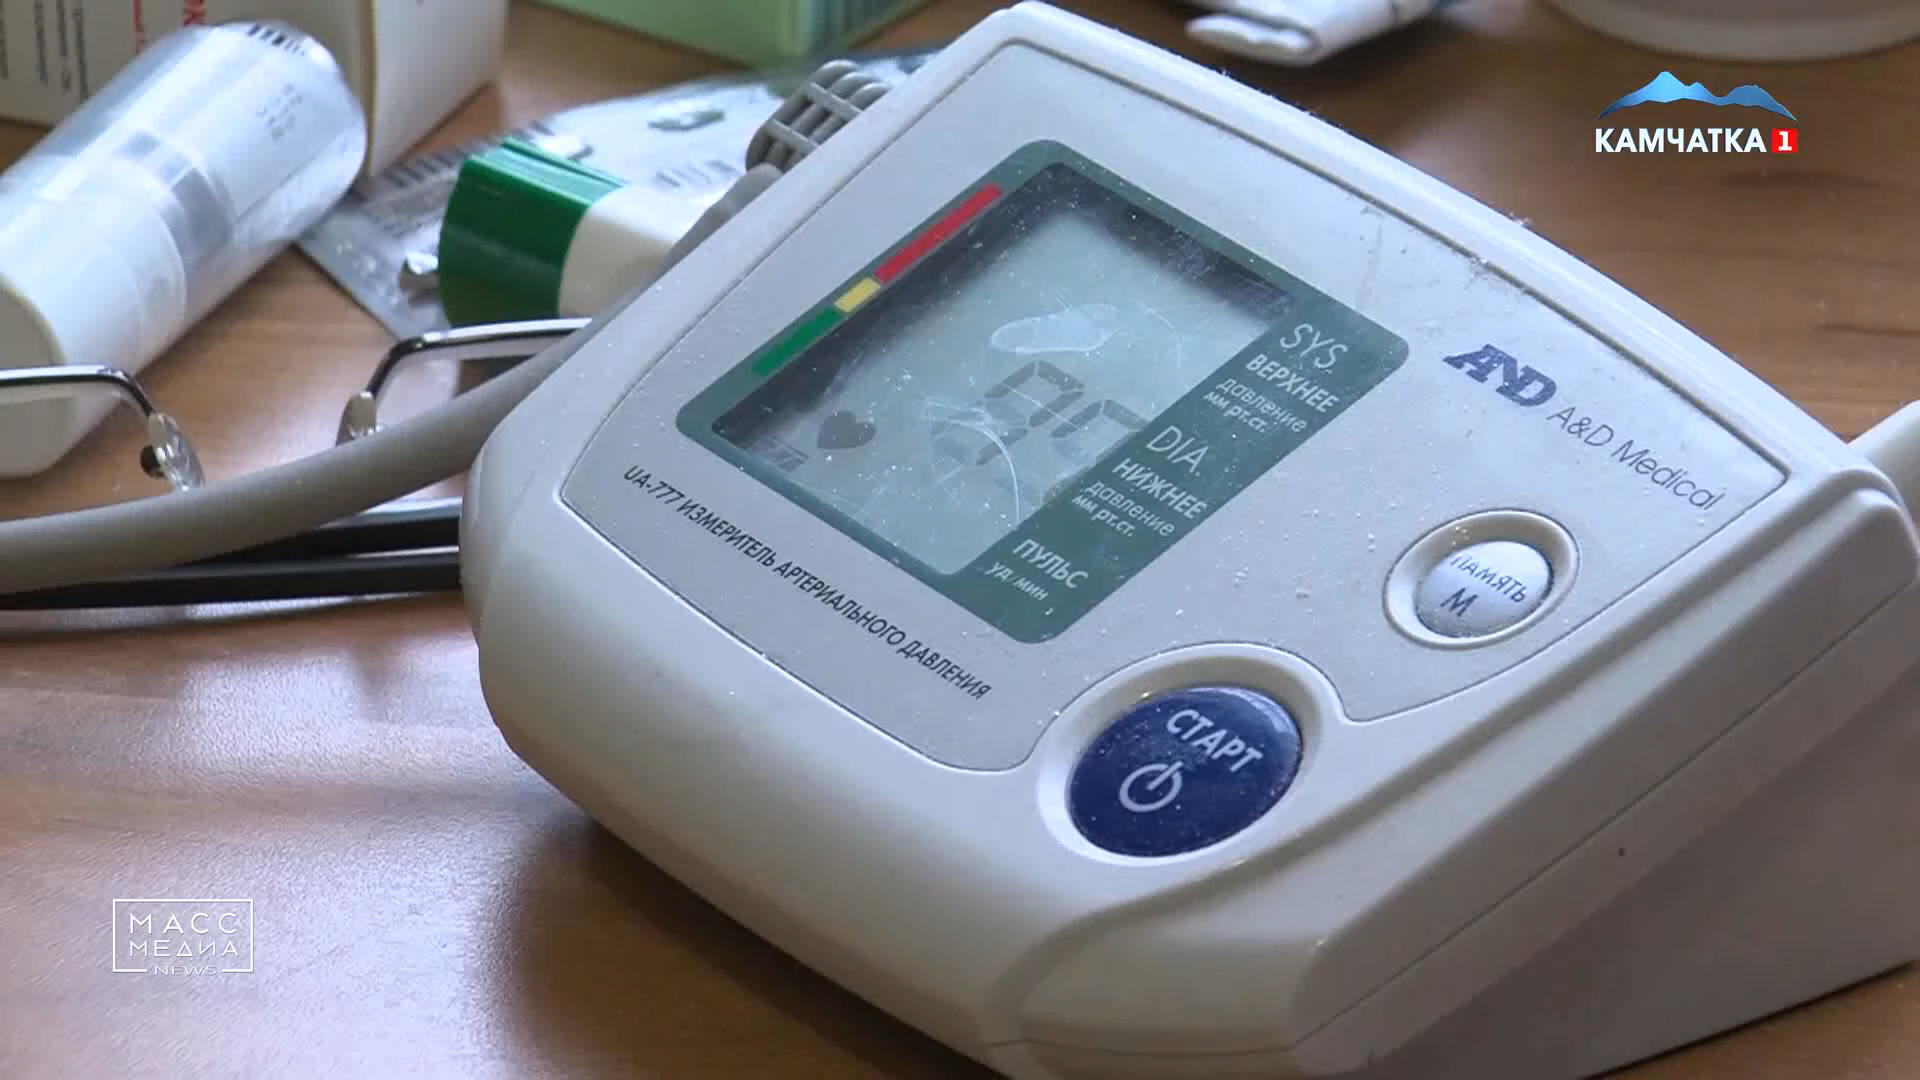 КАМЧАТКА 1
SYS.
ВЕРХНЕЕ
давление
мм рт.ст.
DIA.
НИЖНЕЕ
давление
мм рт.ст.
ПУЛЬС
уд/мин
AND A&D Medical
ПАМЯТЬ
M
UA-777 ИЗМЕРИТЕЛЬ АРТЕРИАЛЬНОГО ДАВЛЕНИЯ
СТАРТ
МАСС
МЕДИА
NEWS